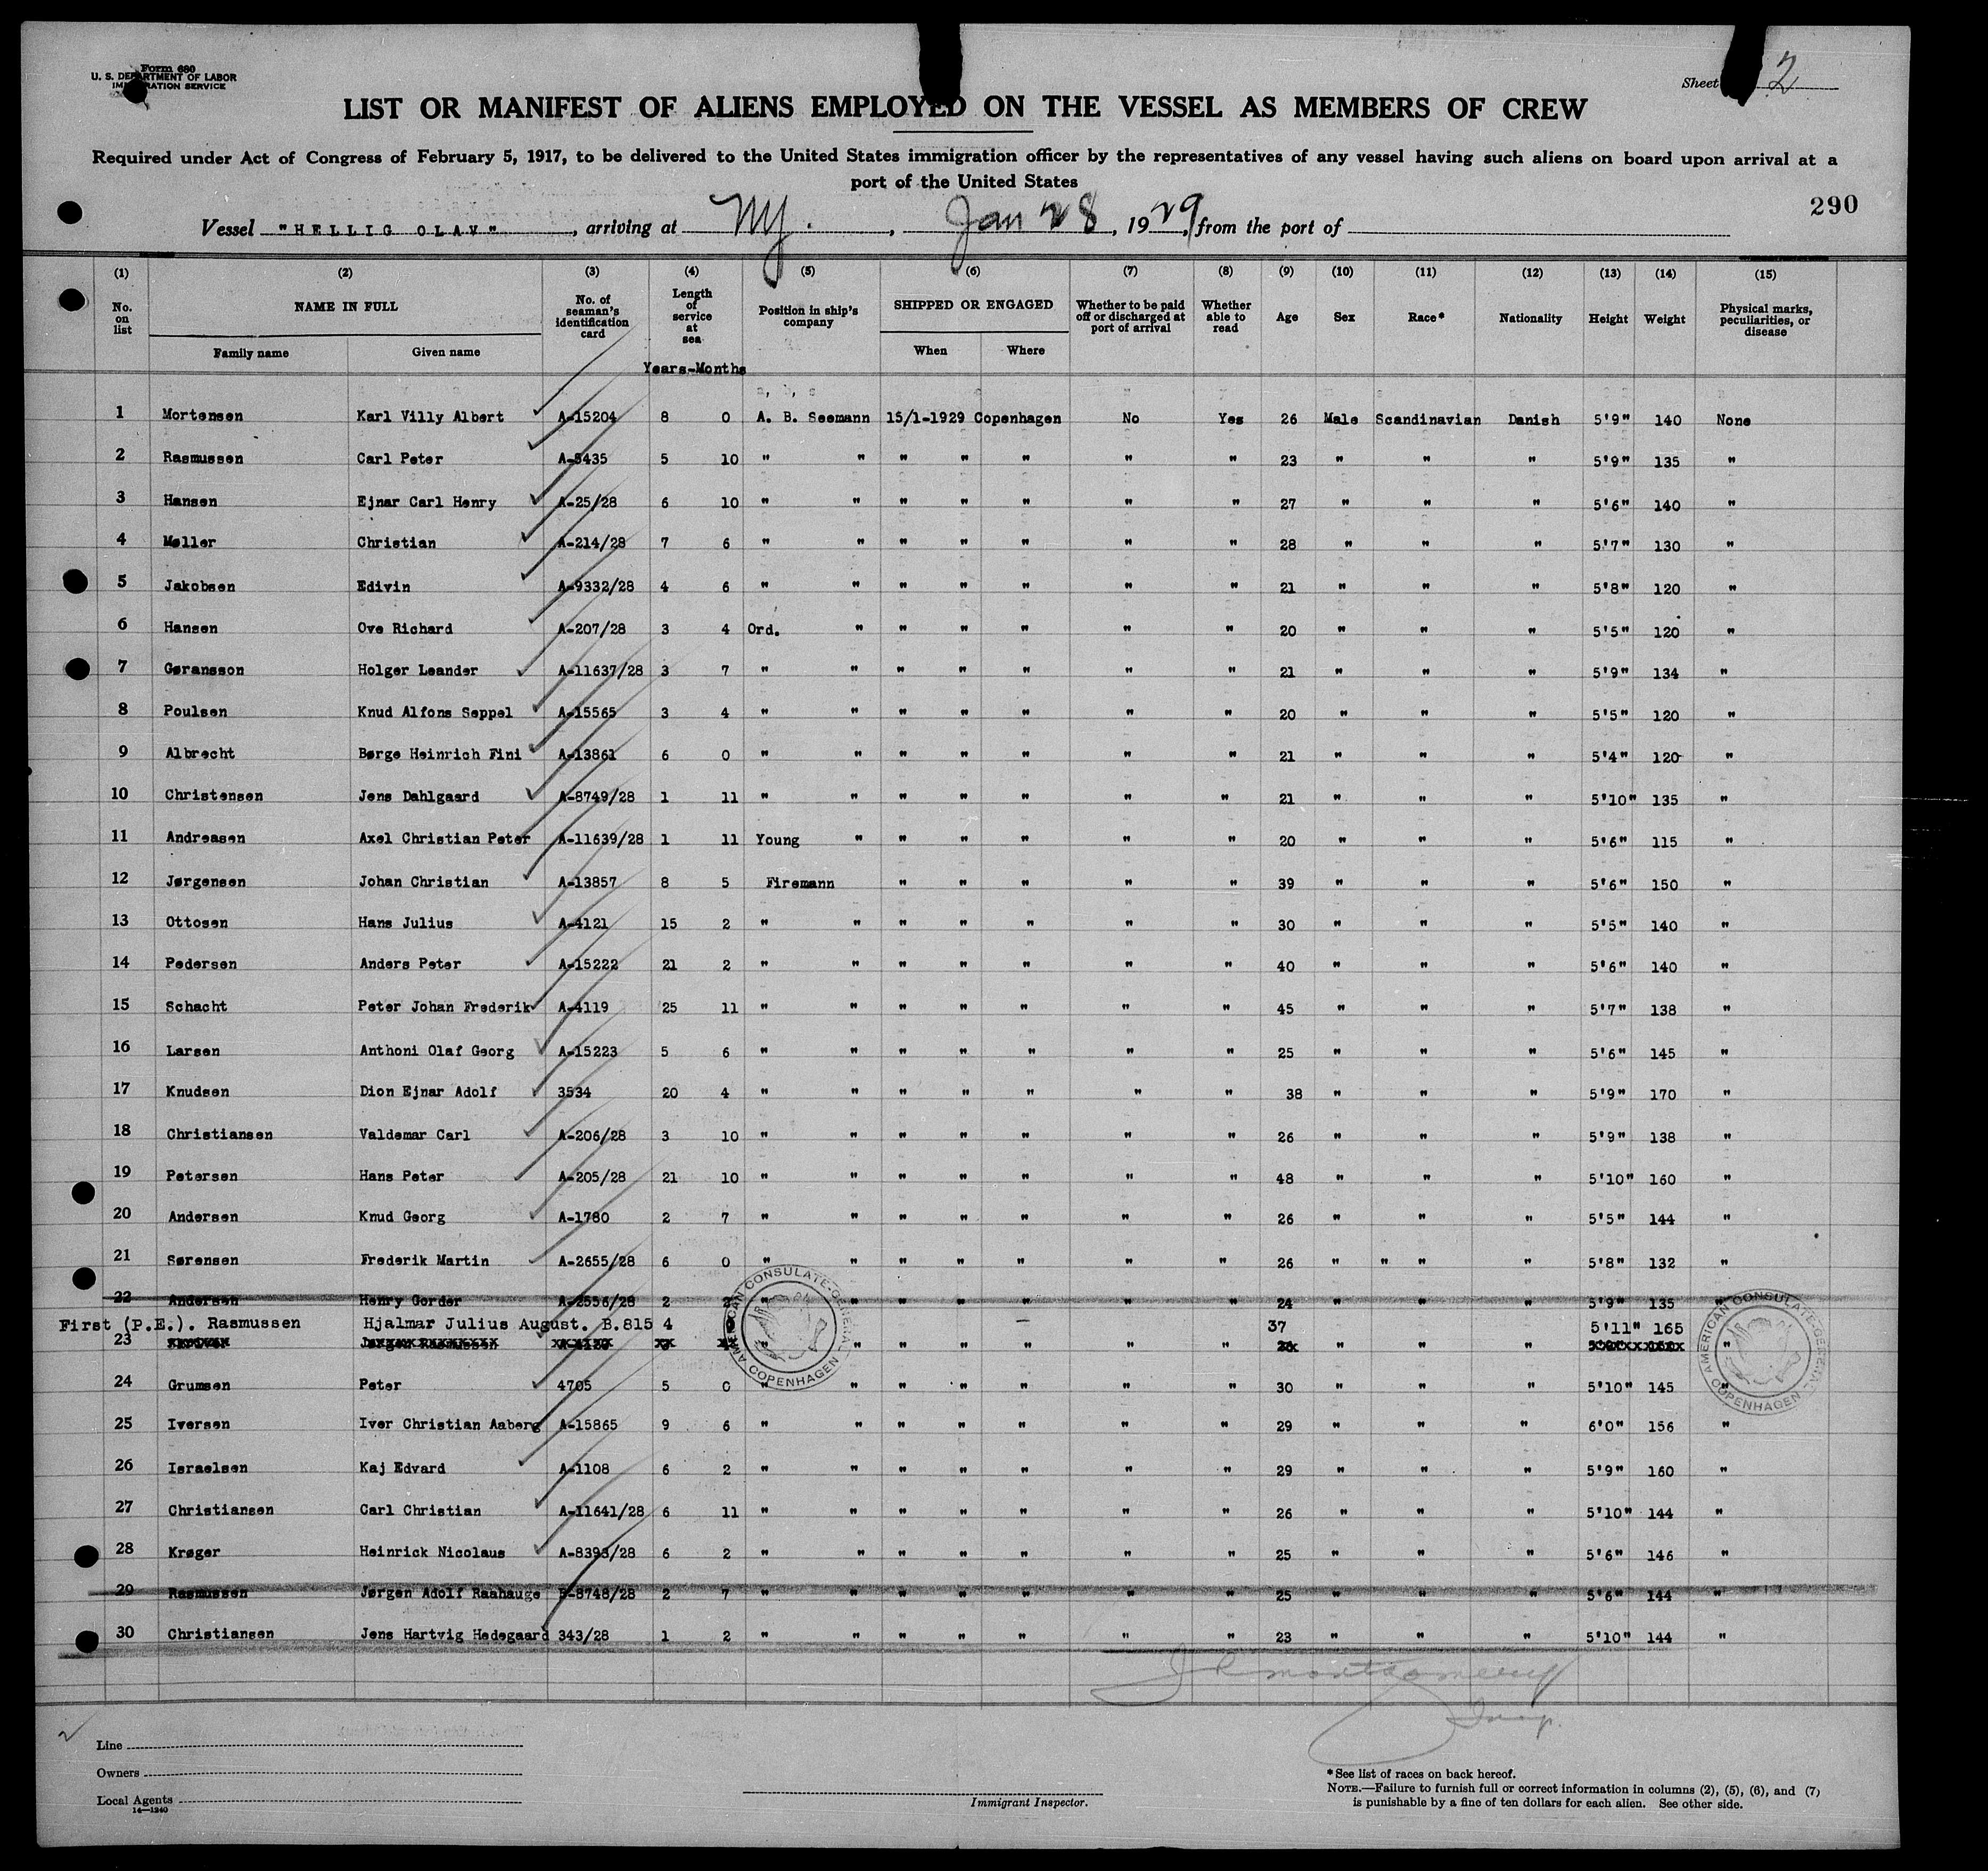 Form 680
U. S. DEPARTMENT OF LABOR
IMMIGRATION SERVICE
Sheet 2
LIST OR MANIFEST OF ALIENS EMPLOYED ON THE VESSEL AS MEMBERS OF CREW
Required under Act of Congress of February 5, 1917, to be delivered to the United States immigration officer by the representatives of any vessel having such aliens on board upon arrival at a
port of the United States
290
Vessel "HELLIG OLAV", arriving at NY., Jan 28, 1929, from the port of
(1) (2) (3) (4) (5) (6) (7) (8) (9) (10) (11) (12) (13) (14) (15)
No. on list NAME IN FULL No. of seaman's identification card Length of service at sea Position in ship's company SHIPPED OR ENGAGED Whether to be paid off or discharged at port of arrival Whether able to read Age Sex Race* Nationality Height Weight Physical marks, peculiarities, or disease
Family name Given name When Where
Years-Months
1 Mortensen Karl Villy Albert A-15204 8 0 A. B. Seemann 15/1-1929 Copenhagen No Yes 26 Male Scandinavian Danish 5'9" 140 None
2 Rasmussen Carl Peter A-8435 5 10 " " " " " " " 23 " " " 5'9" 135 "
3 Hansen Ejnar Carl Henry A-25/28 6 10 " " " " " " " 27 " " " 5'6" 140 "
4 Møller Christian A-214/28 7 6 " " " " " " " 28 " " " 5'7" 130 "
5 Jakobsen Edivin A-9332/28 4 6 " " " " " " " 21 " " " 5'8" 120 "
6 Hansen Ove Richard A-207/28 3 4 Ord. " " " " " " 20 " " " 5'5" 120 "
7 Gøransson Holger Leander A-11637/28 3 7 " " " " " " " 21 " " " 5'9" 134 "
8 Poulsen Knud Alfons Seppel A-15565 3 4 " " " " " " " 20 " " " 5'5" 120 "
9 Albrecht Børge Heinrich Fini A-13861 6 0 " " " " " " " 21 " " " 5'4" 120 "
10 Christensen Jens Dahlgaard A-8749/28 1 11 " " " " " " " 21 " " " 5'10" 135 "
11 Andreasen Axel Christian Peter A-11639/28 1 11 Young " " " " " " 20 " " " 5'6" 115 "
12 Jørgensen Johan Christian A-13857 8 5 Firemann " " " " " 39 " " " 5'6" 150 "
13 Ottosen Hans Julius A-4121 15 2 " " " " " " " 30 " " " 5'5" 140 "
14 Pedersen Anders Peter A-15222 21 2 " " " " " " " 40 " " " 5'6" 140 "
15 Schacht Peter Johan Frederik A-4119 25 11 " " " " " " " 45 " " " 5'7" 138 "
16 Larsen Anthoni Olaf Georg A-15223 5 6 " " " " " " " 25 " " " 5'6" 145 "
17 Knudsen Dion Ejnar Adolf 3534 20 4 " " " " " " " 38 " " " 5'9" 170 "
18 Christiansen Valdemar Carl A-206/28 3 10 " " " " " " " 26 " " " 5'9" 138 "
19 Petersen Hans Peter A-205/28 21 10 " " " " " " " 48 " " " 5'10" 160 "
20 Andersen Knud Georg A-1780 2 7 " " " " " " " 26 " " " 5'5" 144 "
21 Sørensen Frederik Martin A-2655/28 6 0 " " " " " " " 26 " " " " 5'8" 132 "
22 Andersen Henry Gorder A-2556/28 2 2 " " " " " " " 24 " " " 5'9" 135 "
First (P.E.). Rasmussen Hjalmar Julius August. B.815 4 37 5'11" 165
23 " " " " " " " " " " "
24 Grumsen Peter 4705 5 0 " " " " " " " 30 " " " 5'10" 145 "
25 Iversen Iver Christian Aaberg A-15865 9 6 " " " " " " " 29 " " " 6'0" 156 "
26 Israelsen Kaj Edvard A-1108 6 2 " " " " " " " 29 " " " 5'9" 160 "
27 Christiansen Carl Christian A-11641/28 6 11 " " " " " " " 26 " " " 5'10" 144 "
28 Krøger Heinrick Nicolaus A-8393/28 6 2 " " " " " " " 25 " " " 5'6" 146 "
29 Rasmussen Jørgen Adolf Raahauge B-8748/28 2 7 " " " " " " " 25 " " " 5'6" 144 "
30 Christiansen Jens Hartvig Hedegaard 343/28 1 2 " " " " " " " 23 " " " 5'10" 144 "
AMERICAN CONSULATE-GENERAL COPENHAGEN
AMERICAN CONSULATE-GENERAL COPENHAGEN
J R Montgomery
Insp.
Line
Owners
Local Agents
14—1240
Immigrant Inspector.
*See list of races on back hereof.
NOTE.—Failure to furnish full or correct information in columns (2), (5), (6), and (7)
is punishable by a fine of ten dollars for each alien. See other side.